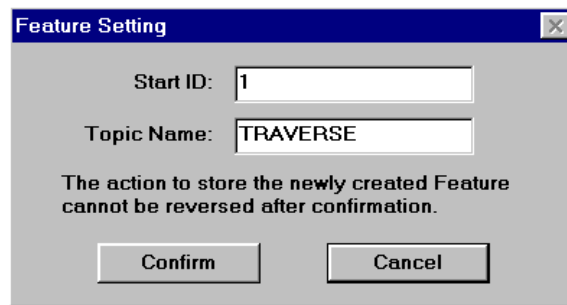 Feature Setting
Start ID: 1
Topic Name: TRAVERSE
The action to store the newly created Feature
cannot be reversed after confirmation.
Confirm Cancel